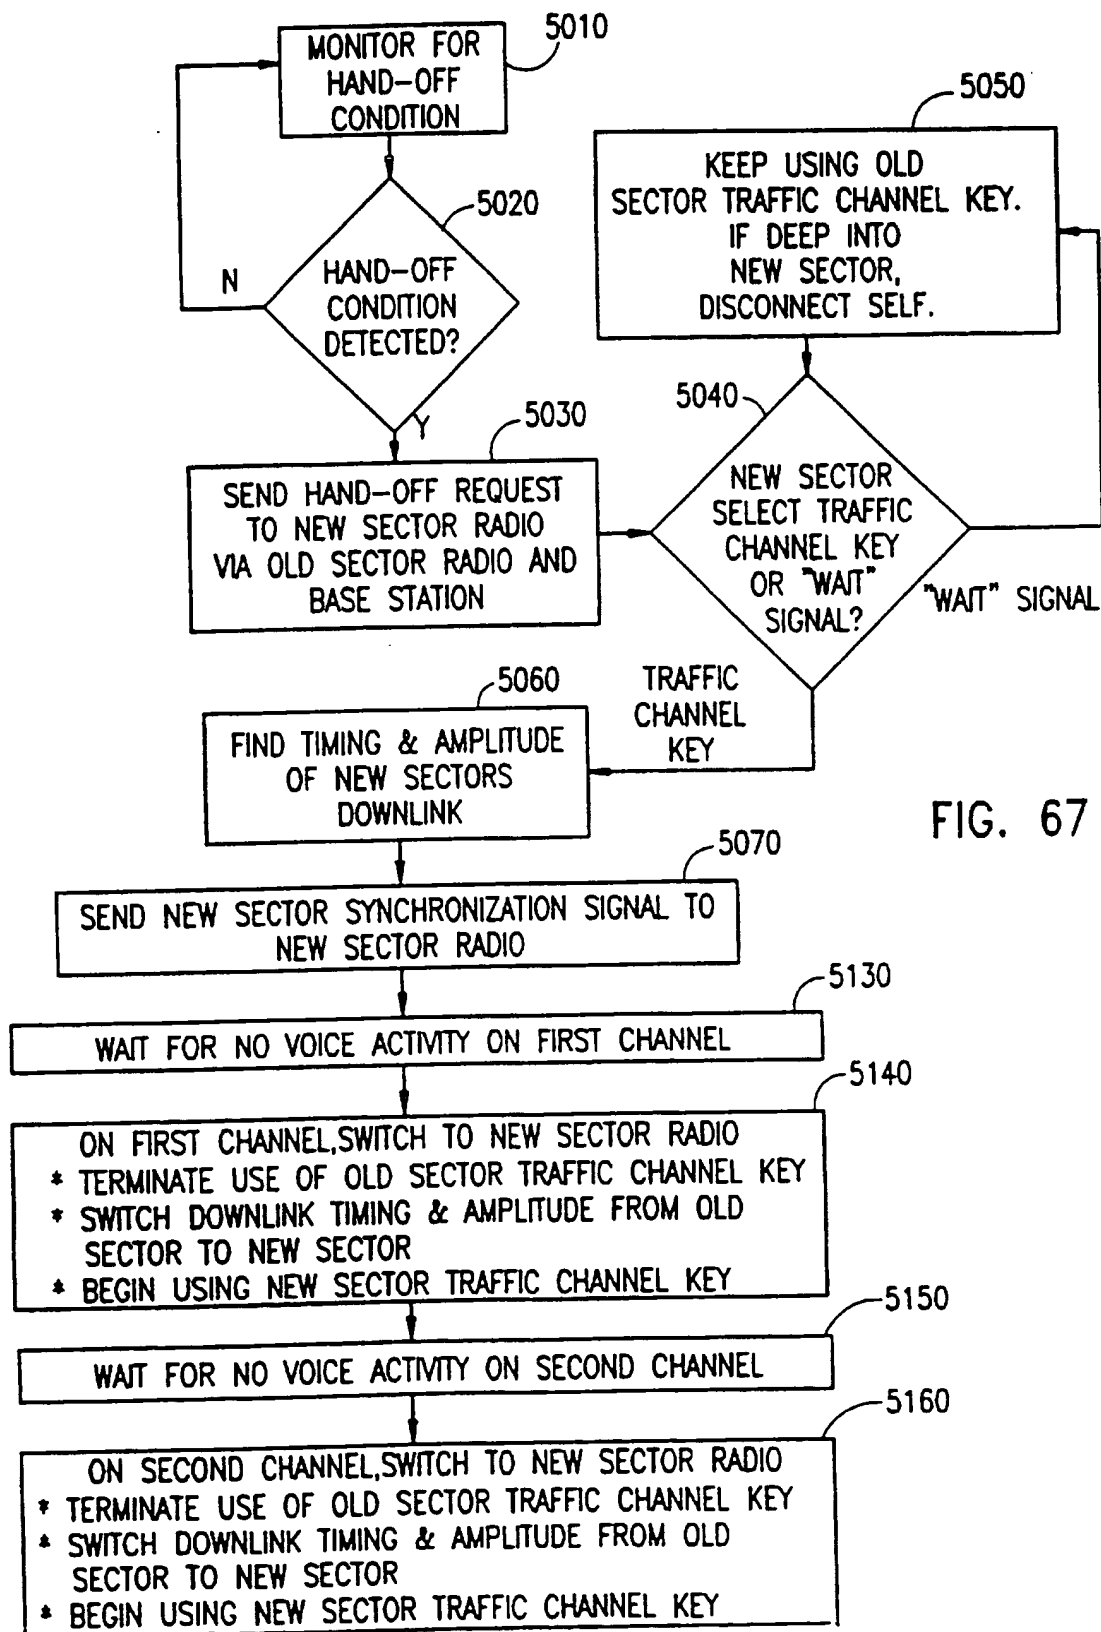 5010
MONITOR FOR
HAND-OFF
CONDITION
5020
HAND-OFF
CONDITION
DETECTED?
N
Y
5030
SEND HAND-OFF REQUEST
TO NEW SECTOR RADIO
VIA OLD SECTOR RADIO AND
BASE STATION
5050
KEEP USING OLD
SECTOR TRAFFIC CHANNEL KEY.
IF DEEP INTO
NEW SECTOR,
DISCONNECT SELF.
5040
NEW SECTOR
SELECT TRAFFIC
CHANNEL KEY
OR "WAIT"
SIGNAL?
"WAIT" SIGNAL
TRAFFIC
CHANNEL
KEY
5060
FIND TIMING & AMPLITUDE
OF NEW SECTORS
DOWNLINK
FIG. 67
5070
SEND NEW SECTOR SYNCHRONIZATION SIGNAL TO
NEW SECTOR RADIO
5130
WAIT FOR NO VOICE ACTIVITY ON FIRST CHANNEL
5140
ON FIRST CHANNEL,SWITCH TO NEW SECTOR RADIO
* TERMINATE USE OF OLD SECTOR TRAFFIC CHANNEL KEY
* SWITCH DOWNLINK TIMING & AMPLITUDE FROM OLD
SECTOR TO NEW SECTOR
* BEGIN USING NEW SECTOR TRAFFIC CHANNEL KEY
5150
WAIT FOR NO VOICE ACTIVITY ON SECOND CHANNEL
5160
ON SECOND CHANNEL,SWITCH TO NEW SECTOR RADIO
* TERMINATE USE OF OLD SECTOR TRAFFIC CHANNEL KEY
* SWITCH DOWNLINK TIMING & AMPLITUDE FROM OLD
SECTOR TO NEW SECTOR
* BEGIN USING NEW SECTOR TRAFFIC CHANNEL KEY